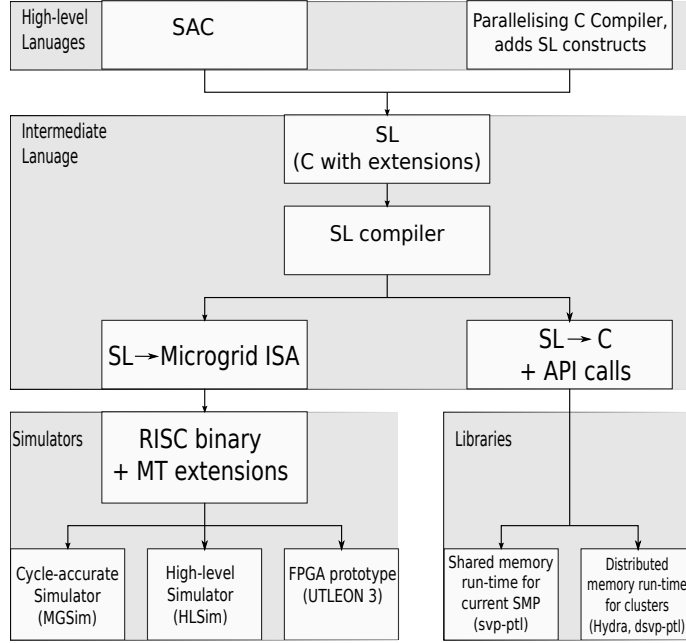 High-level
Lanuages
SAC
Parallelising C Compiler,
adds SL constructs
Intermediate
Lanuage
SL
(C with extensions)
SL compiler
SL→Microgrid ISA
SL → C
+ API calls
Simulators
RISC binary
+ MT extensions
Libraries
Cycle-accurate
Simulator
(MGSim)
High-level
Simulator
(HLSim)
FPGA prototype
(UTLEON 3)
Shared memory
run-time for
current SMP
(svp-ptl)
Distributed
memory run-time
for clusters
(Hydra, dsvp-ptl)